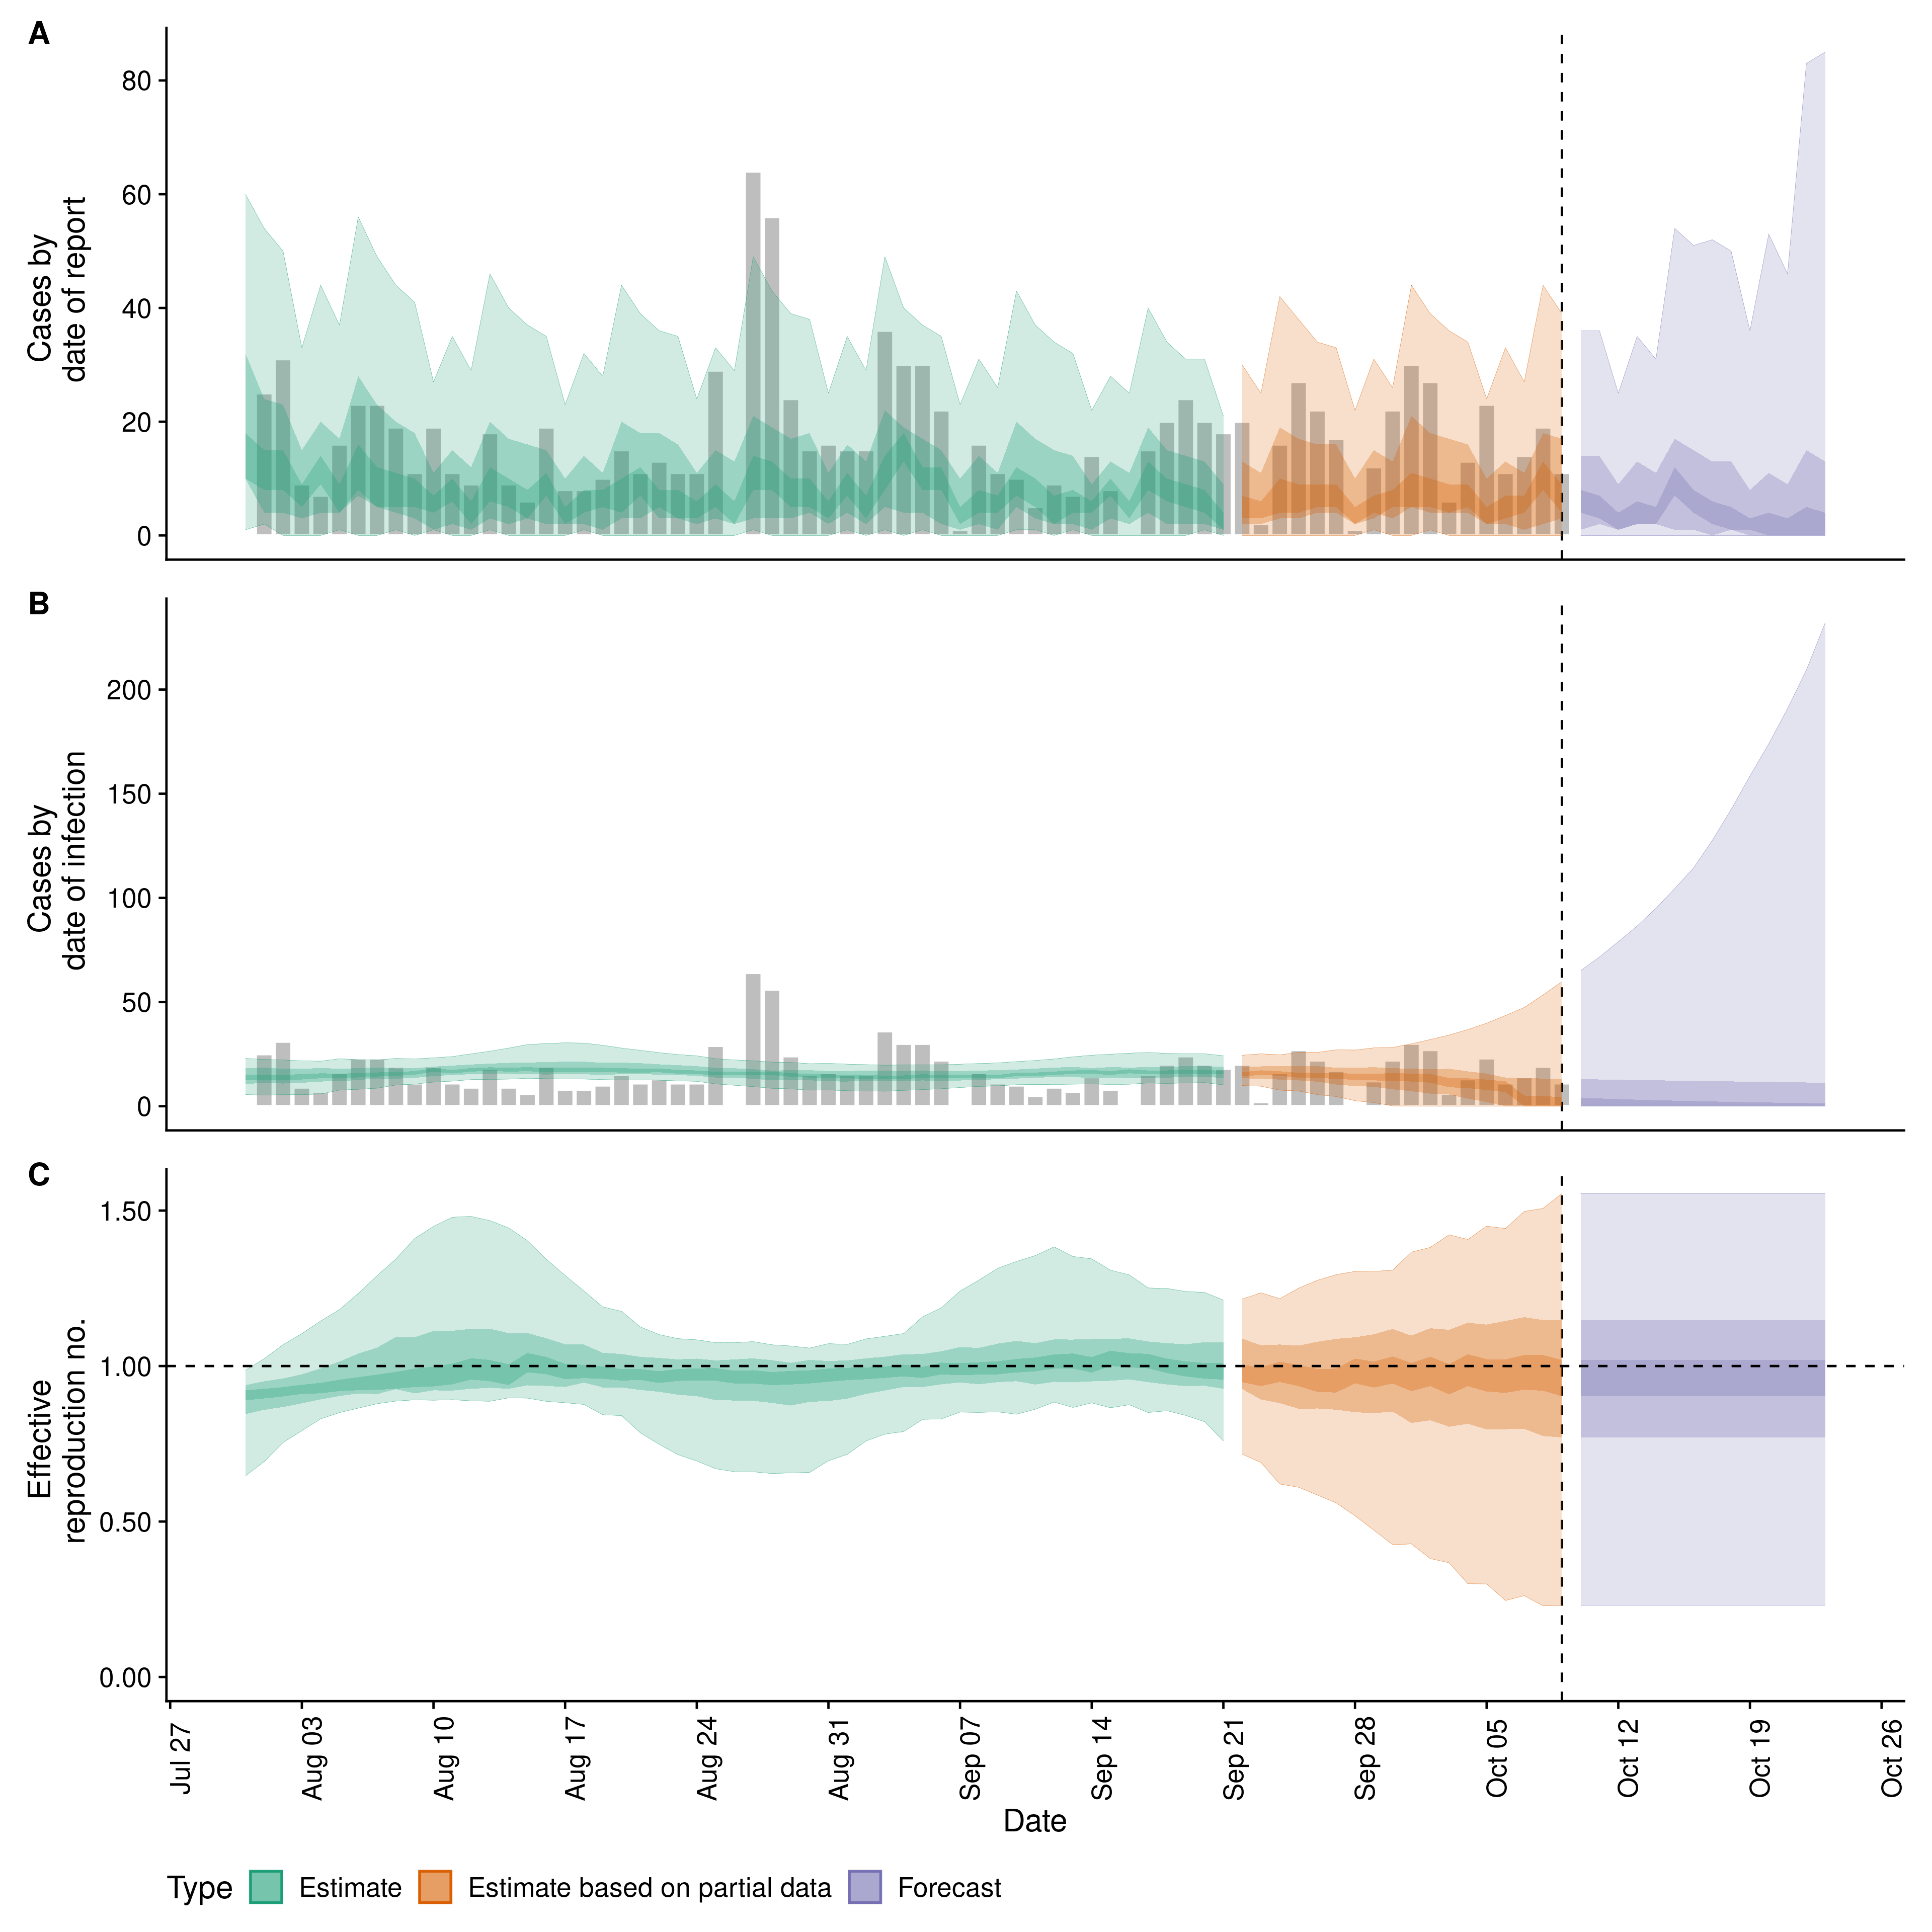 A
Cases by
date of report
80
60
40
20
0
B
Cases by
date of infection
200
150
100
50
0
C
Effective
reproduction no.
1.50
1.00
0.50
0.00
Jul 27
Aug 03
Aug 10
Aug 17
Aug 24
Aug 31
Sep 07
Sep 14
Sep 21
Sep 28
Oct 05
Oct 12
Oct 19
Oct 26
Date
Type Estimate Estimate based on partial data Forecast